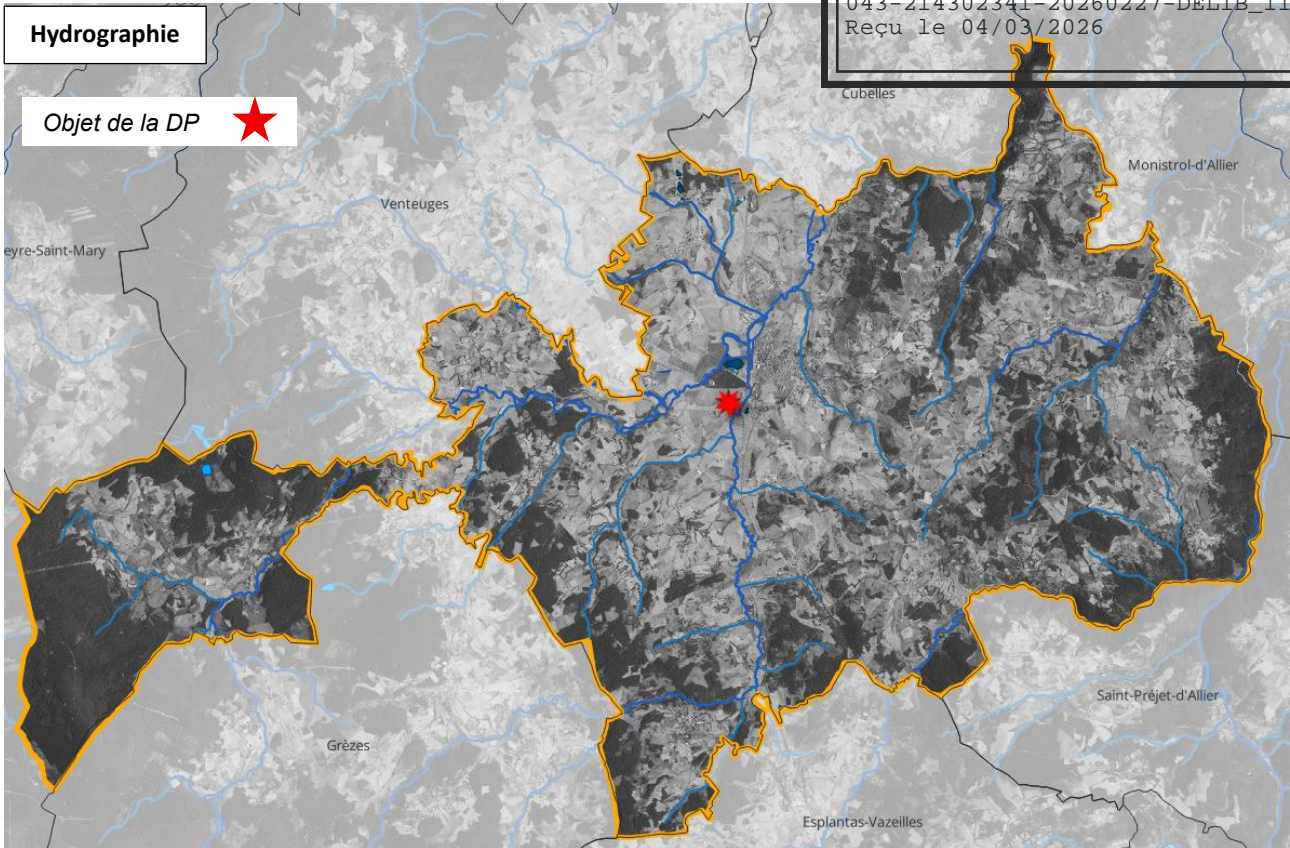 Hydrographie
043-214302341-20260227-DELIB_11
Reçu le 04/03/2026
Objet de la DP
Cubelles
Monistrol-d'Allier
Venteuges
eyre-Saint-Mary
Saint-Préjet-d'Allier
Grèzes
Esplantas-Vazeilles